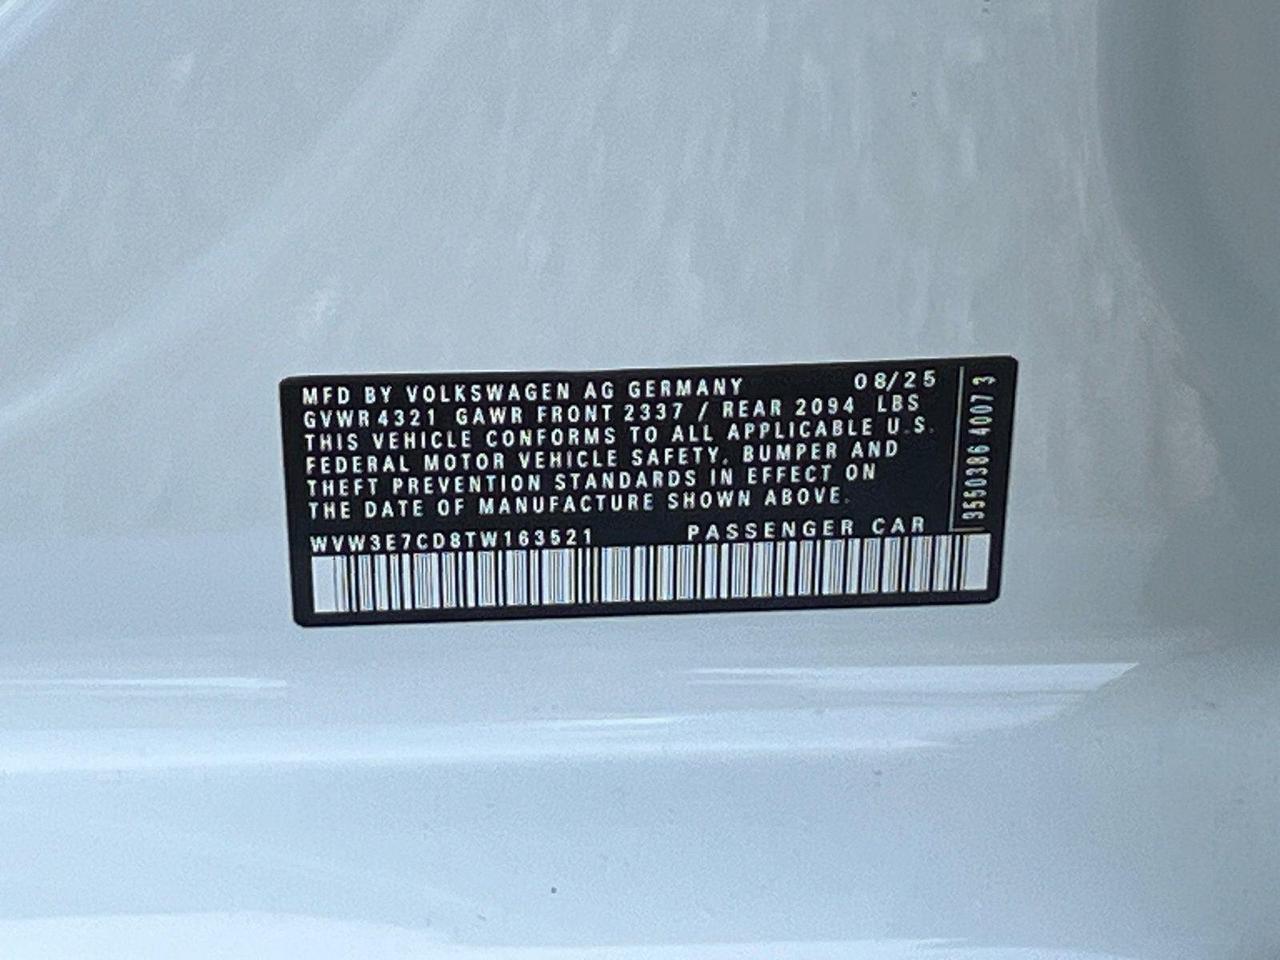 MFD BY VOLKSWAGEN AG GERMANY 08/25
GVWR 4321 GAWR FRONT 2337 / REAR 2094 LBS
THIS VEHICLE CONFORMS TO ALL APPLICABLE U.S.
FEDERAL MOTOR VEHICLE SAFETY, BUMPER AND
THEFT PREVENTION STANDARDS IN EFFECT ON
THE DATE OF MANUFACTURE SHOWN ABOVE.
WVW3E7CD8TW163521 PASSENGER CAR
3550386 4007 3